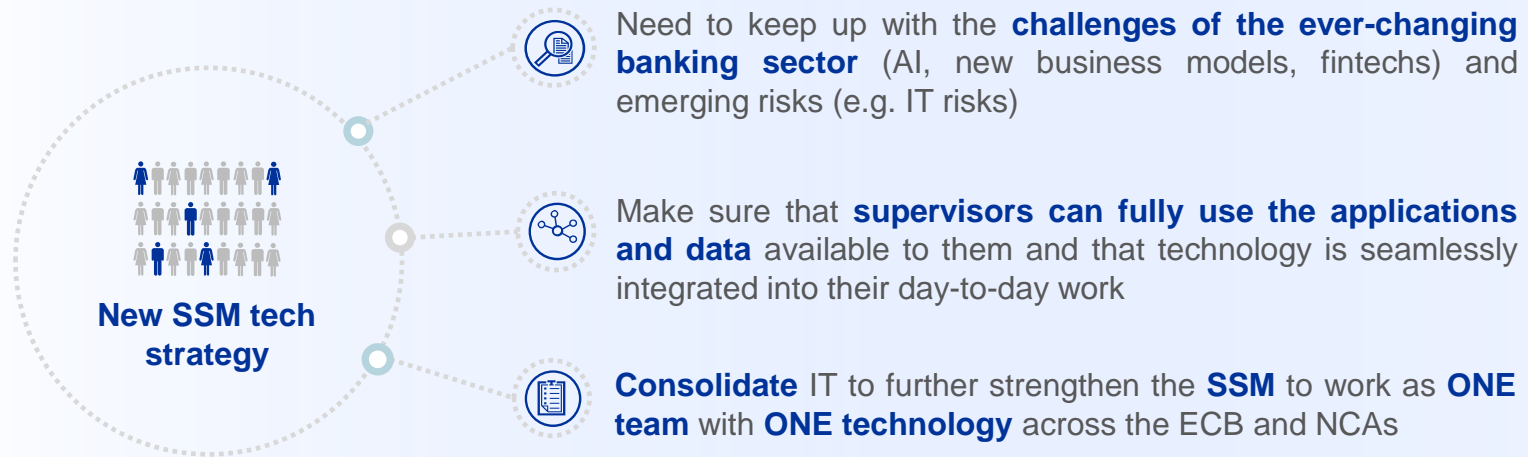 New SSM tech
strategy
Need to keep up with the challenges of the ever-changing
banking sector (AI, new business models, fintechs) and
emerging risks (e.g. IT risks)
Make sure that supervisors can fully use the applications
and data available to them and that technology is seamlessly
integrated into their day-to-day work
Consolidate IT to further strengthen the SSM to work as ONE
team with ONE technology across the ECB and NCAs